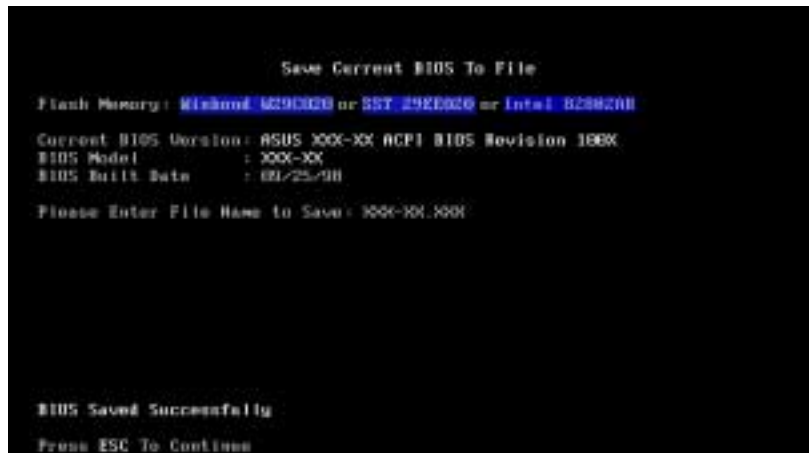 Save Current BIOS To File
Flash Memory: Winbond W29C020 or SST 29EE020 or Intel 82802AB
Current BIOS Version: ASUS XXX-XX ACPI BIOS Revision 100X
BIOS Model : XXX-XX
BIOS Built Date : 09/25/98
Please Enter File Name to Save: XXX-XX.XXX
BIOS Saved Successfully
Press ESC To Continue